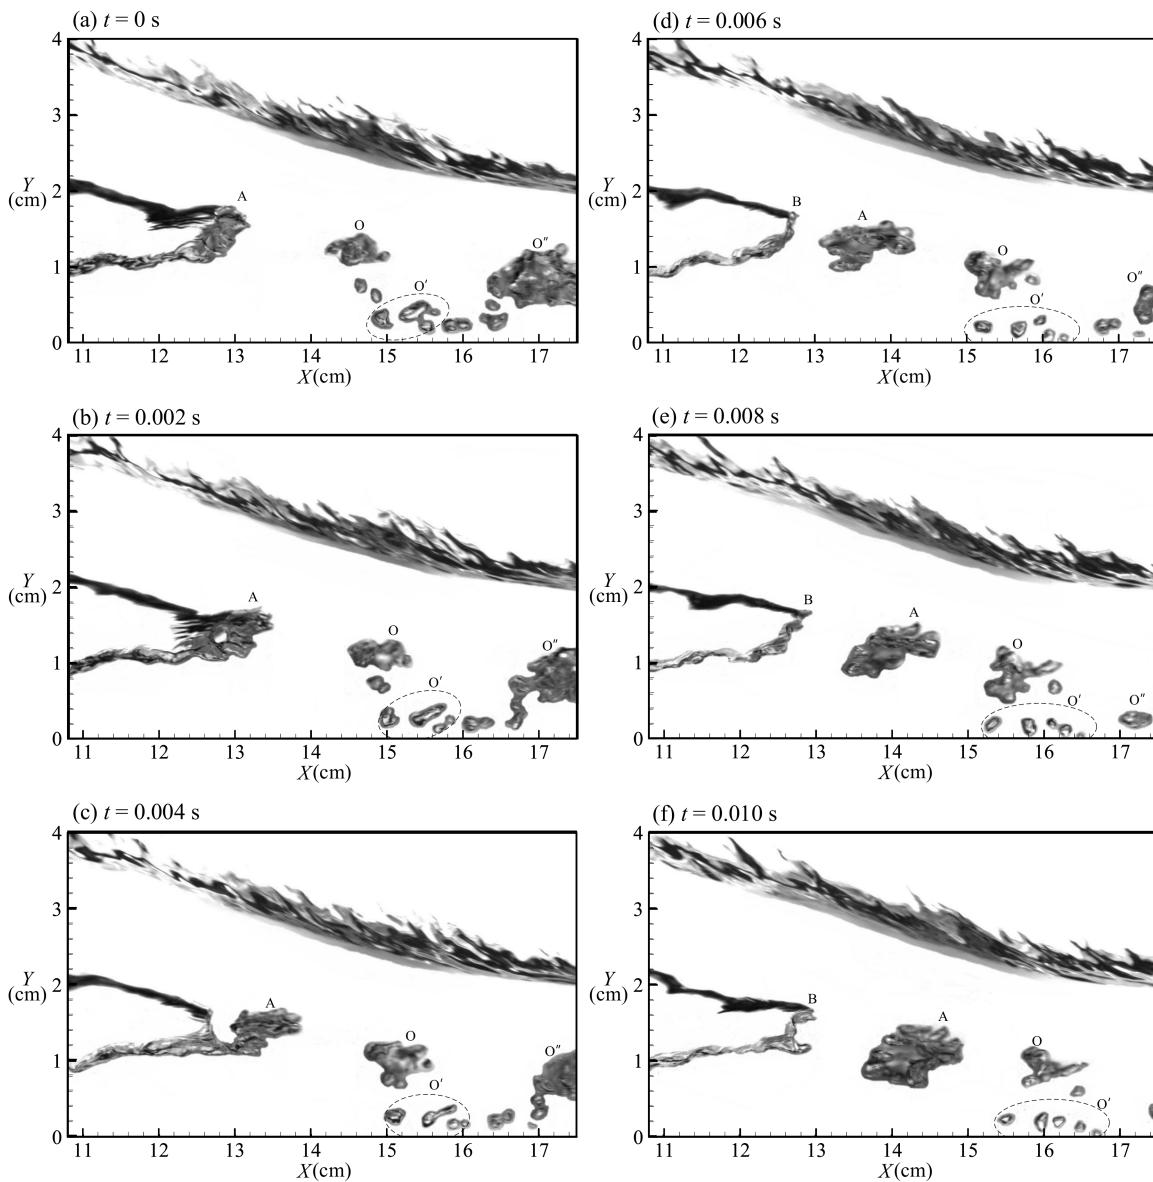 (a) t = 0 s
4
3
Y
(cm)
2
1
0
A
O
O″
O′
11 12 13 14 15 16 17
X(cm)
(b) t = 0.002 s
4
3
Y
(cm)
2
1
0
A
O
O″
O′
11 12 13 14 15 16 17
X(cm)
(c) t = 0.004 s
4
3
Y
(cm)
2
1
0
A
O
O″
O′
11 12 13 14 15 16 17
X(cm)
(d) t = 0.006 s
4
3
Y
(cm)
2
1
0
B
A
O
O″
O′
11 12 13 14 15 16 17
X(cm)
(e) t = 0.008 s
4
3
Y
(cm)
2
1
0
B
A
O
O′
O″
11 12 13 14 15 16 17
X(cm)
(f) t = 0.010 s
4
3
Y
(cm)
2
1
0
B
A
O
O′
11 12 13 14 15 16 17
X(cm)